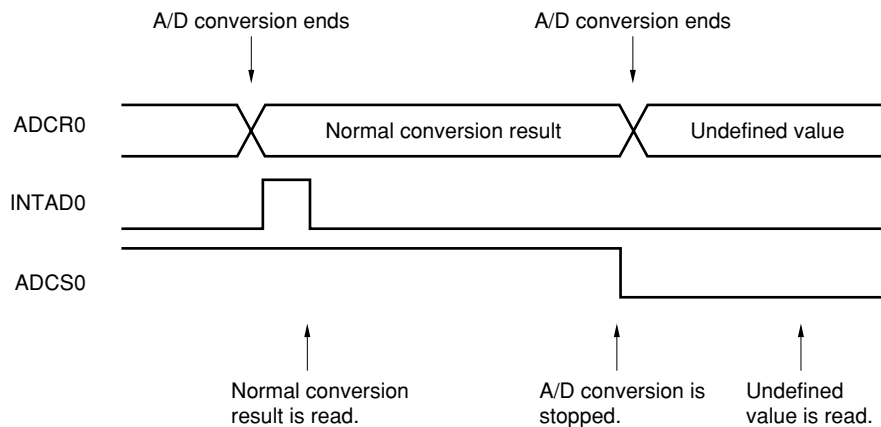 A/D conversion ends
A/D conversion ends
ADCR0
Normal conversion result
Undefined value
INTAD0
ADCS0
Normal conversion
result is read.
A/D conversion is
stopped.
Undefined
value is read.